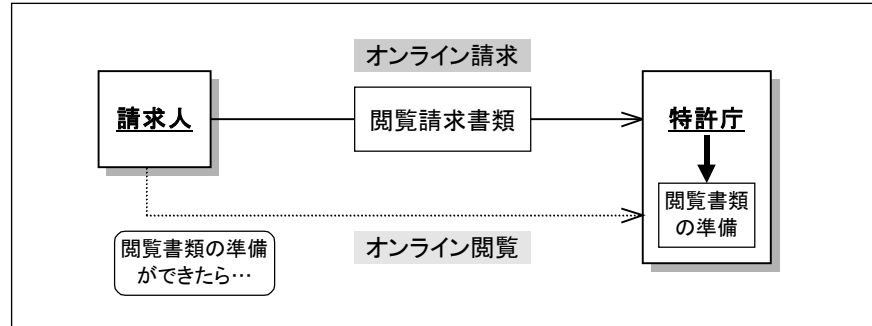 オンライン請求
請求人
閲覧請求書類
特許庁
閲覧書類
の準備
閲覧書類の準備
ができたら…
オンライン閲覧